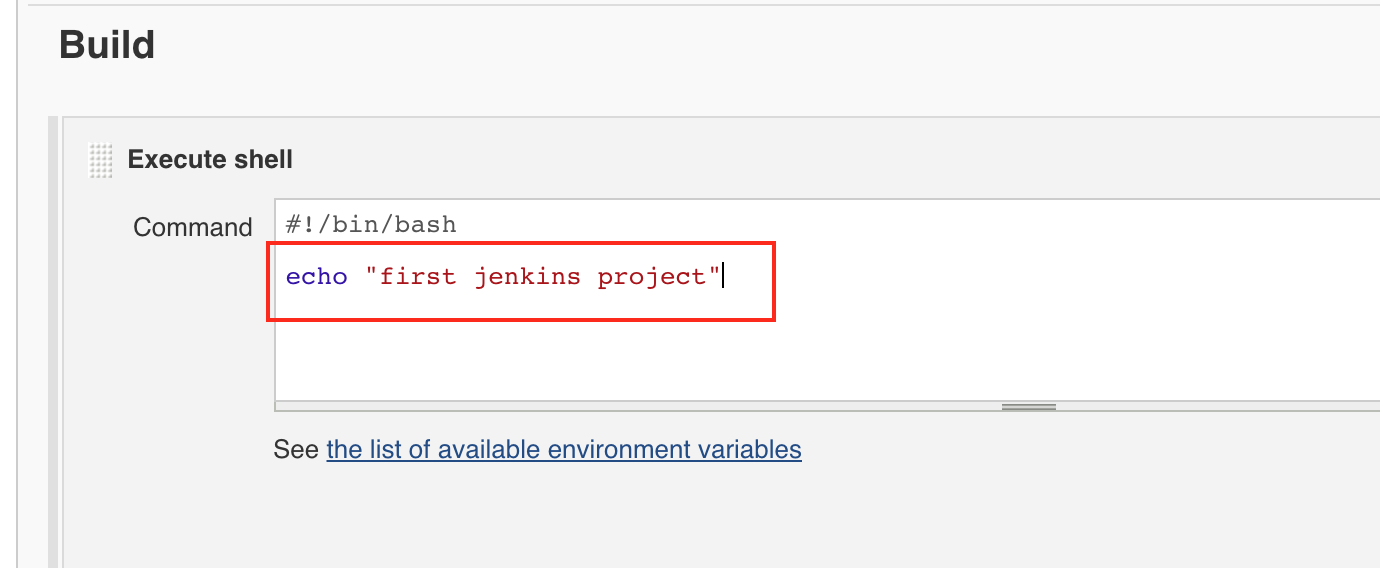 Build
Execute shell
Command
#!/bin/bash
echo "first jenkins project"
See the list of available environment variables